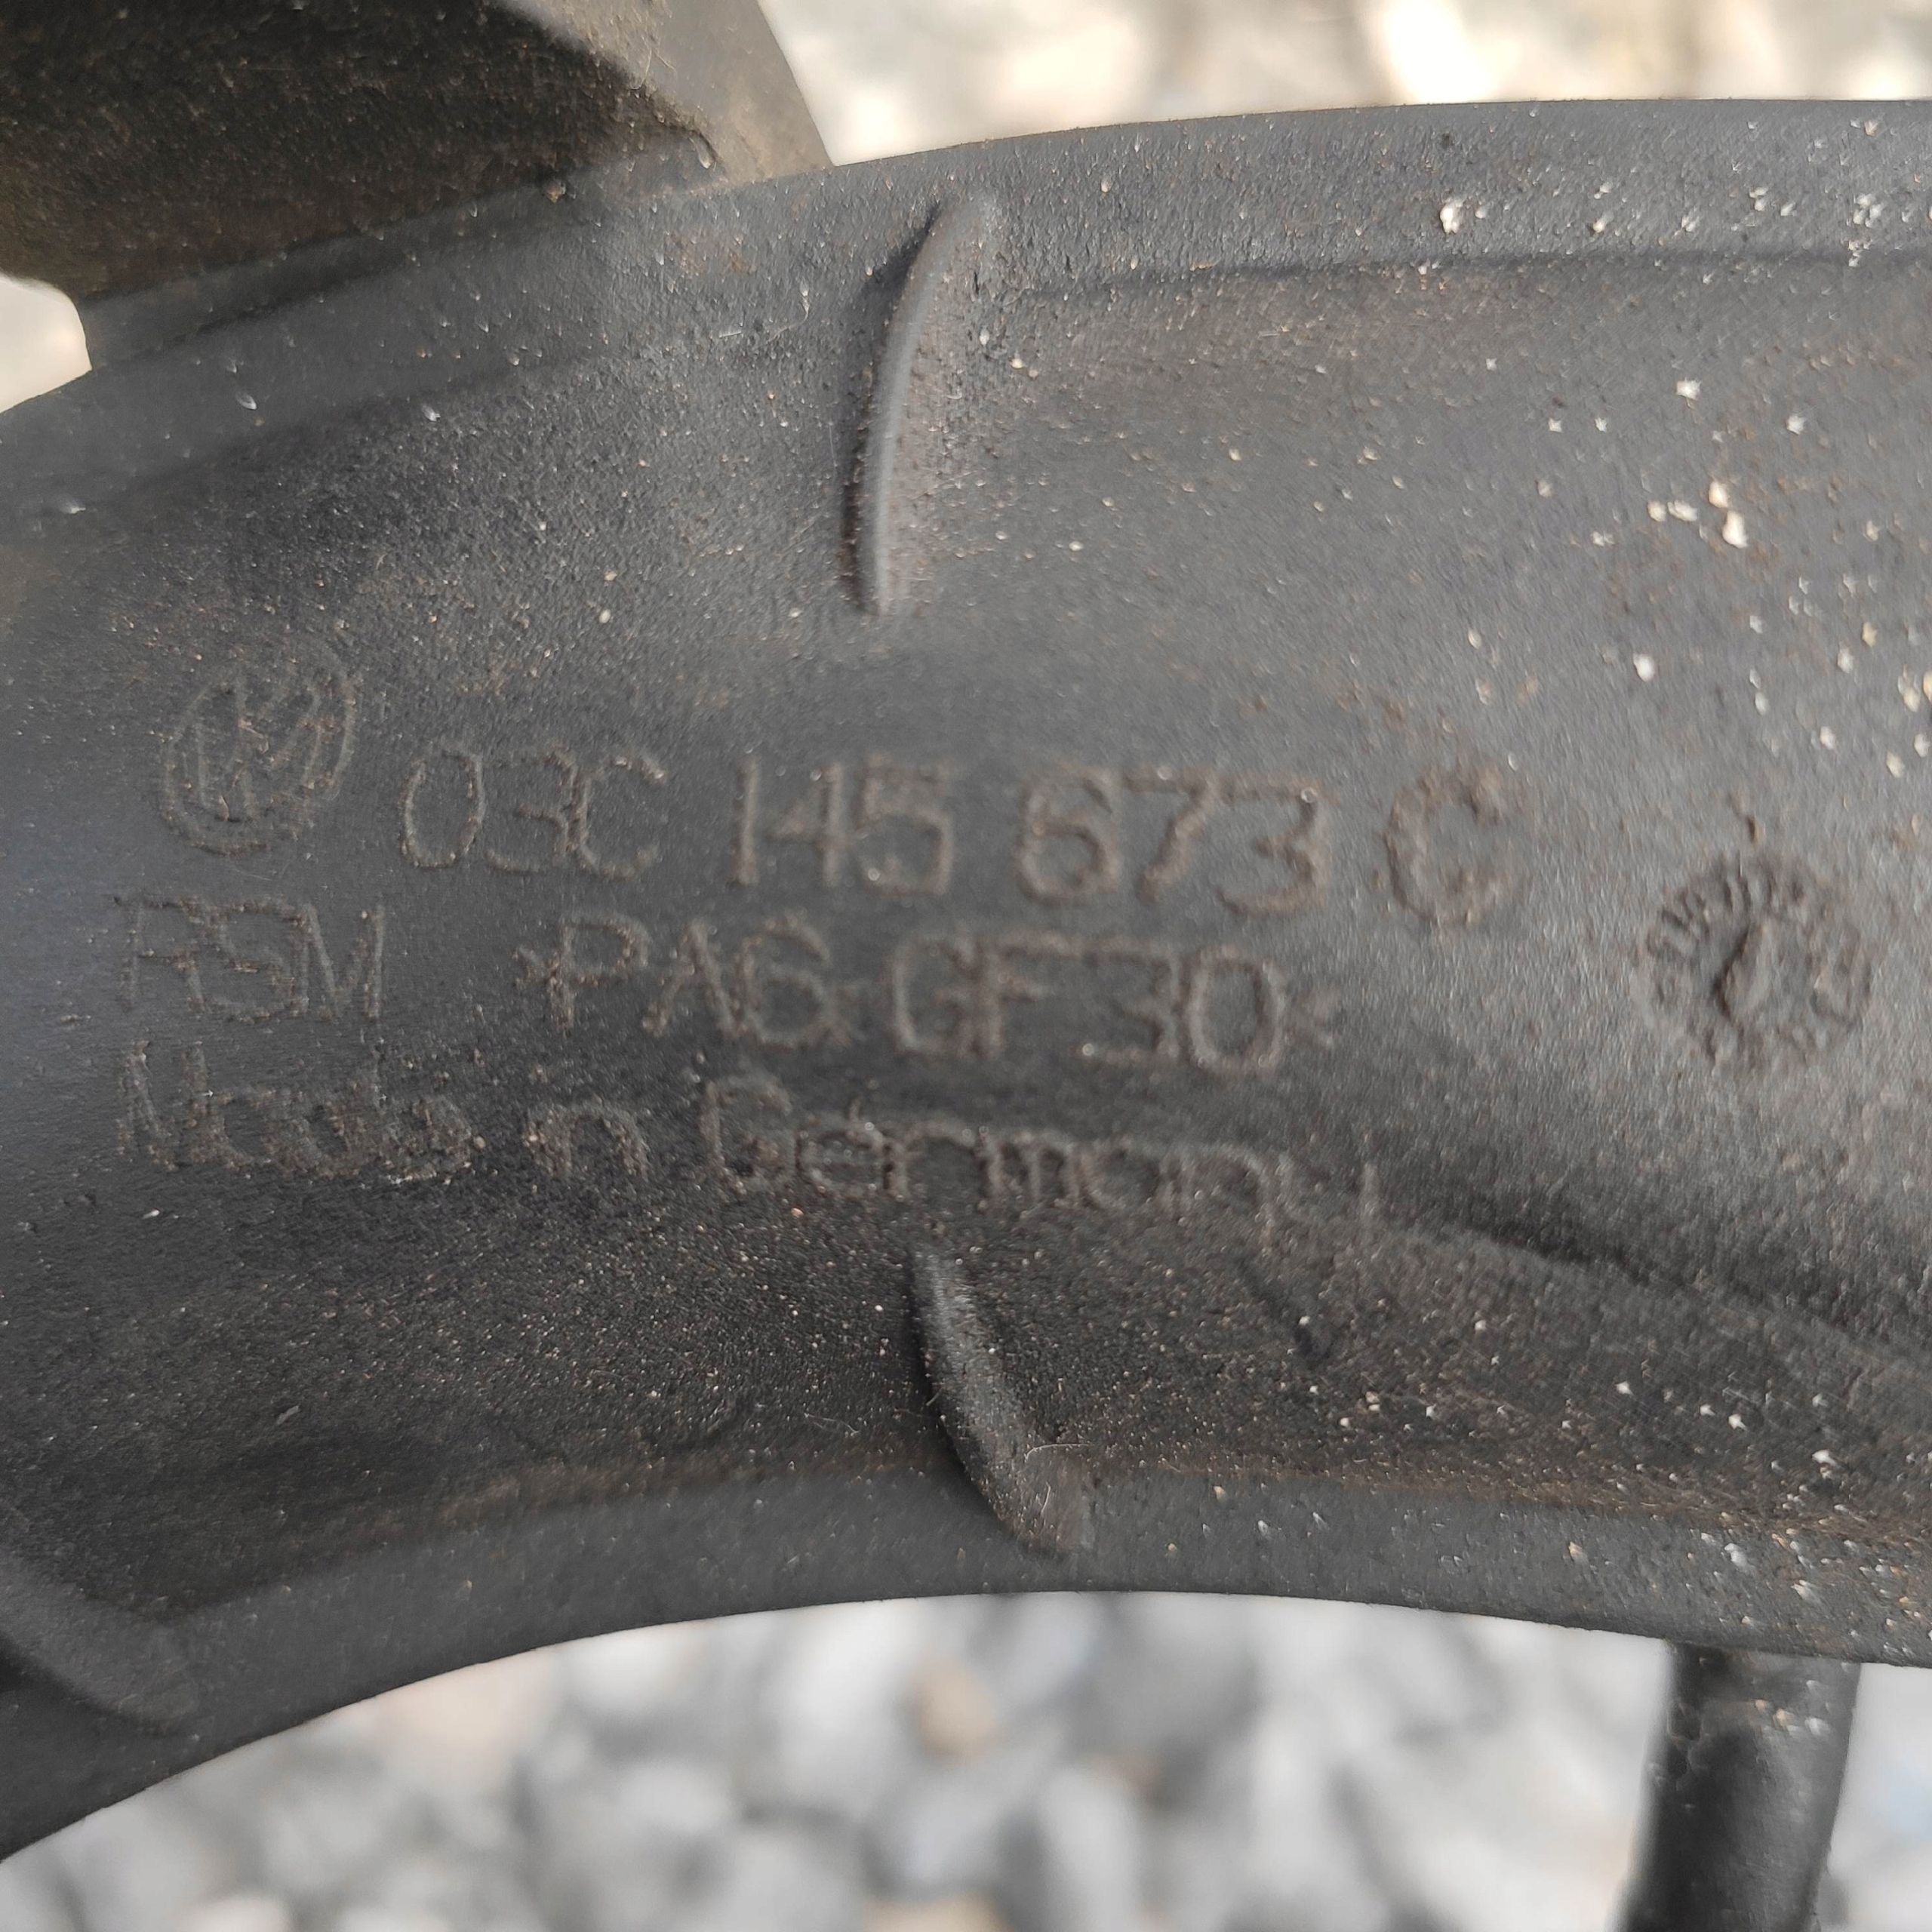 03C 145 673 G
RSM >PA6.GF30<
Made in Germany